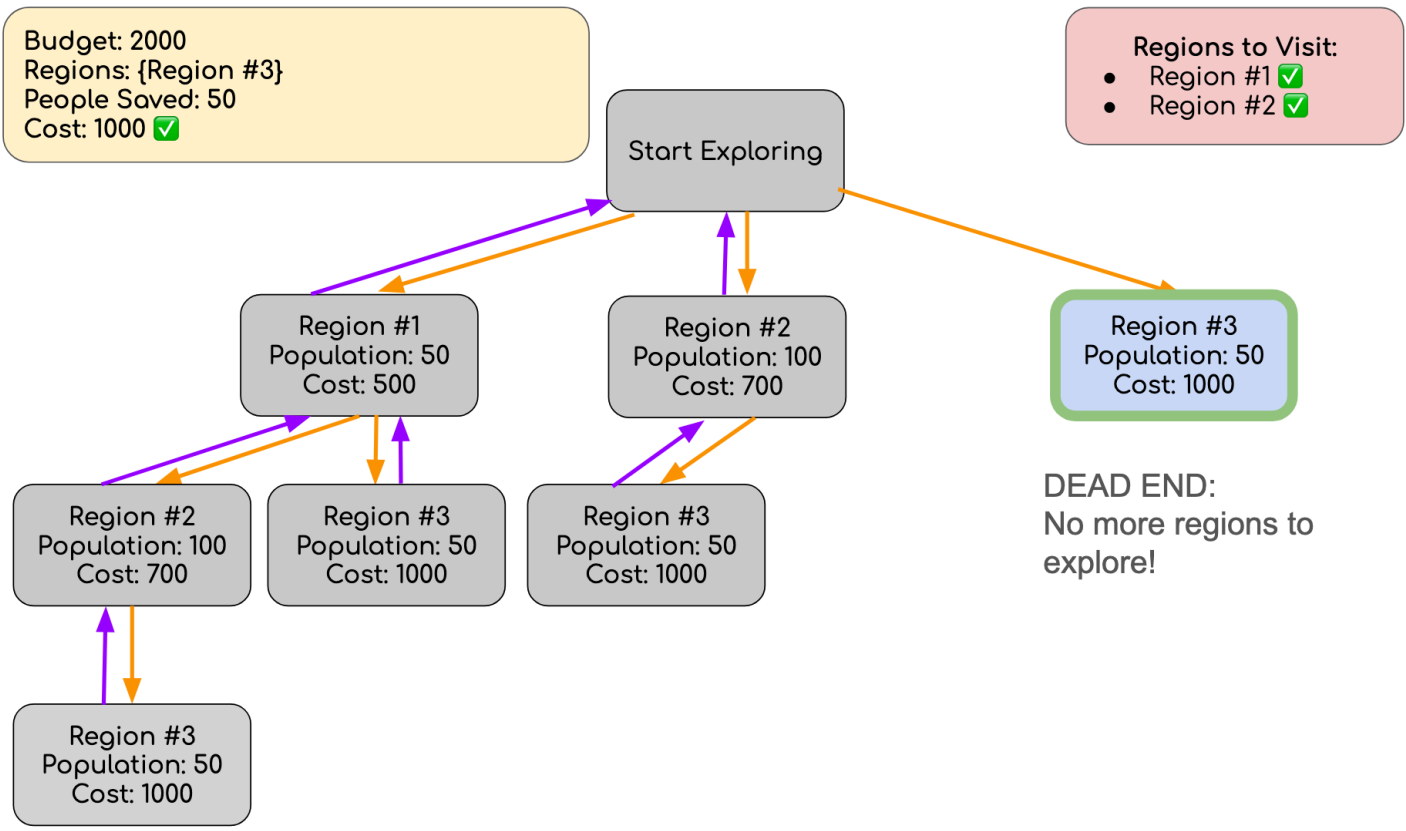 Budget: 2000
Regions: {Region #3}
People Saved: 50
Cost: 1000 ✅
Regions to Visit:
● Region #1 ✅
● Region #2 ✅
Start Exploring
Region #1
Population: 50
Cost: 500
Region #2
Population: 100
Cost: 700
Region #3
Population: 50
Cost: 1000
Region #2
Population: 100
Cost: 700
Region #3
Population: 50
Cost: 1000
Region #3
Population: 50
Cost: 1000
DEAD END:
No more regions to
explore!
Region #3
Population: 50
Cost: 1000